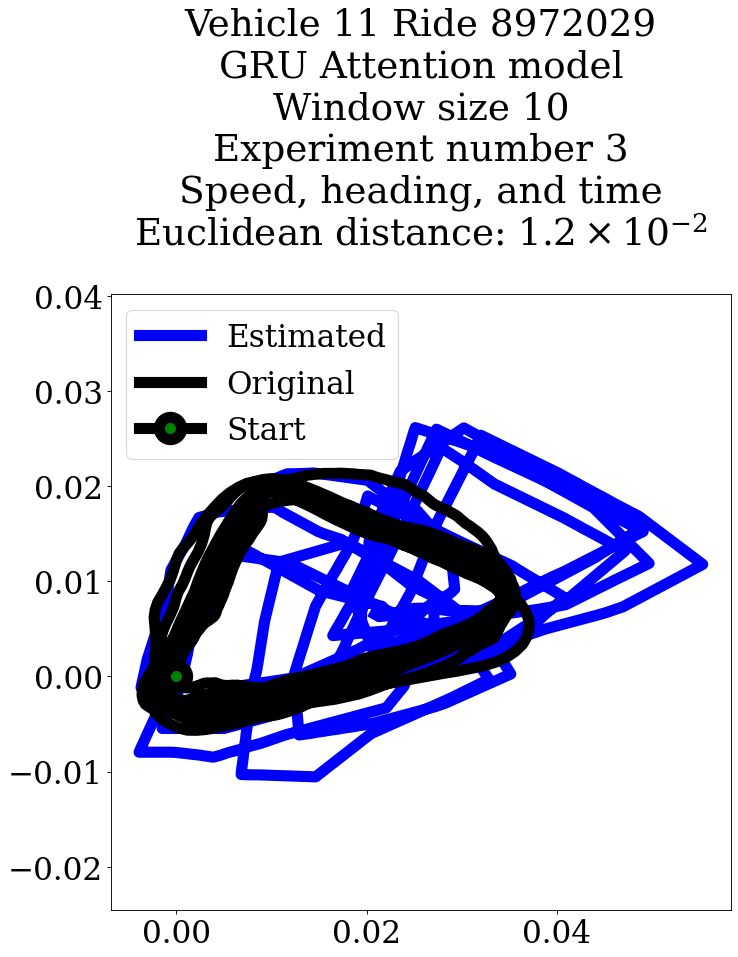 Vehicle 11 Ride 8972029
GRU Attention model
Window size 10
Experiment number 3
Speed, heading, and time
Euclidean distance: 1.2 × 10⁻²
0.04
Estimated
0.03
Original
Start
0.02
0.01
0.00
−0.01
−0.02
0.00 0.02 0.04